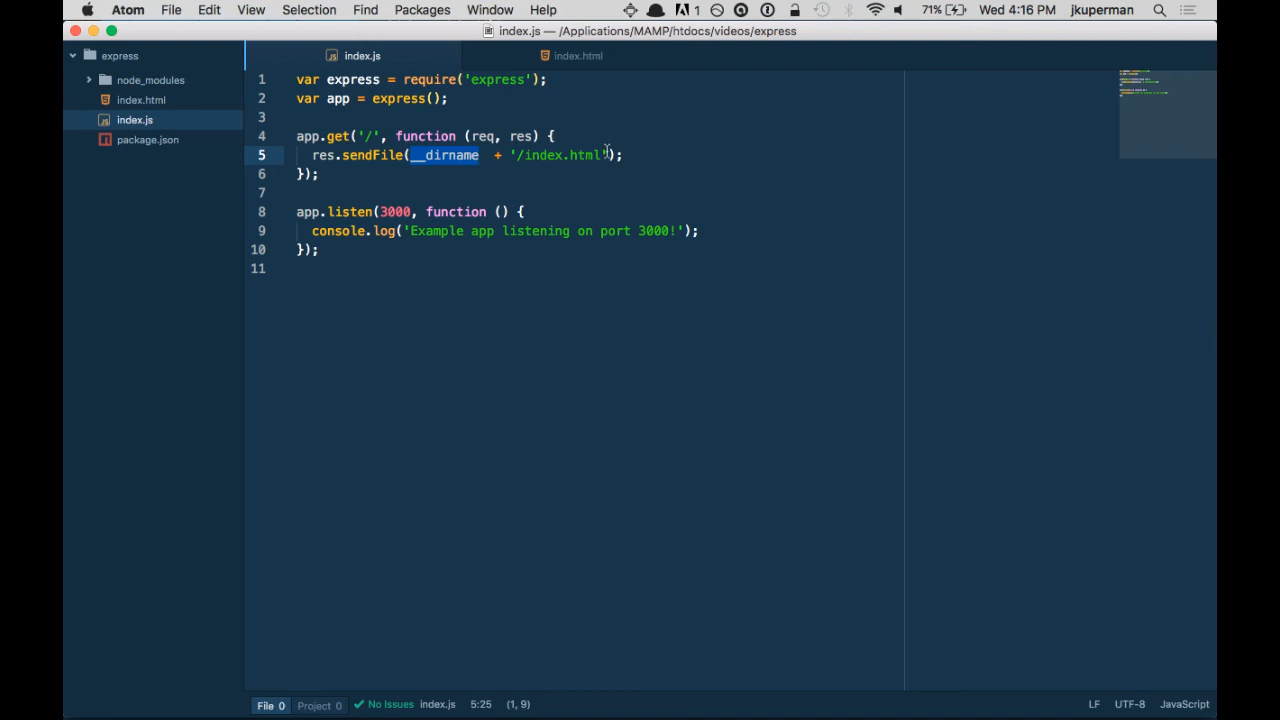 Atom File Edit View Selection Find Packages Window Help 1 71% Wed 4:16 PM jkuperman
index.js — /Applications/MAMP/htdocs/videos/express
express
node_modules
index.html
index.js
package.json
index.js index.html
1 var express = require('express');
2 var app = express();
3
4 app.get('/', function (req, res) {
5 res.sendFile(__dirname  + '/index.html');
6 });
7
8 app.listen(3000, function () {
9 console.log('Example app listening on port 3000!');
10 });
11
File 0 Project 0 No Issues index.js 5:25 (1, 9) LF UTF-8 JavaScript